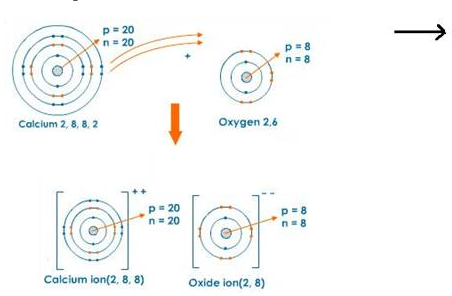 p = 20
n = 20
+
p = 8
n = 8
Calcium 2, 8, 8, 2
Oxygen 2,6
++
p = 20
n = 20
- -
p = 8
n = 8
Calcium ion(2, 8, 8)
Oxide ion(2, 8)